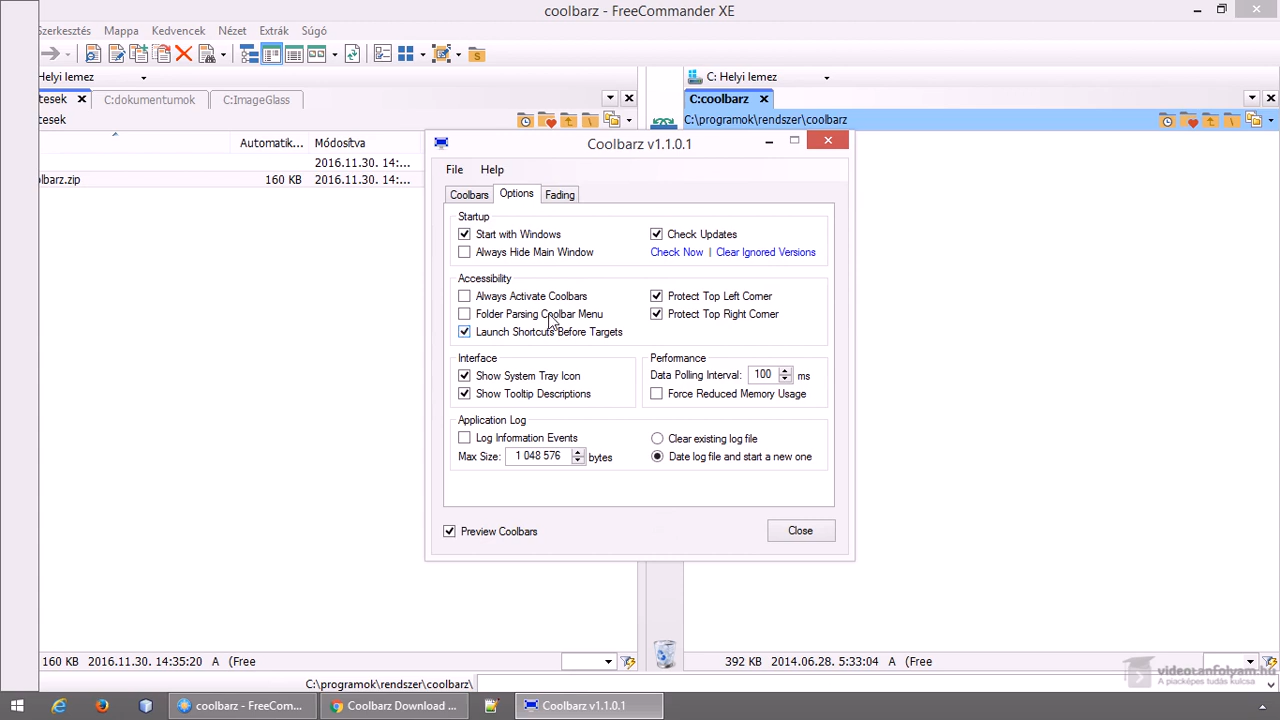 coolbarz - FreeCommander XE
Szerkesztés Mappa Kedvencek Nézet Extrák Súgó
Helyi lemez
C: Helyi lemez
tesek C:dokumentumok C:ImageGlass
C:coolbarz
tesek
C:\programok\rendszer\coolbarz
Automatik... Módosítva
2016.11.30. 14:...
lbarz.zip 160 KB 2016.11.30. 14:...
Coolbarz v1.1.0.1
File Help
Coolbars Options Fading
Startup
Start with Windows Check Updates
Always Hide Main Window Check Now | Clear Ignored Versions
Accessibility
Always Activate Coolbars Protect Top Left Corner
Folder Parsing Coolbar Menu Protect Top Right Corner
Launch Shortcuts Before Targets
Interface Performance
Show System Tray Icon Data Polling Interval: 100 ms
Show Tooltip Descriptions Force Reduced Memory Usage
Application Log
Log Information Events Clear existing log file
Max Size: 1 048 576 bytes Date log file and start a new one
Preview Coolbars Close
160 KB 2016.11.30. 14:35:20 A (Free
392 KB 2014.06.28. 5:33:04 A (Free
videotanfolyam.hu
A piacképes tudás kulcsa
C:\programok\rendszer\coolbarz\
coolbarz - FreeCom... Coolbarz Download ... Coolbarz v1.1.0.1